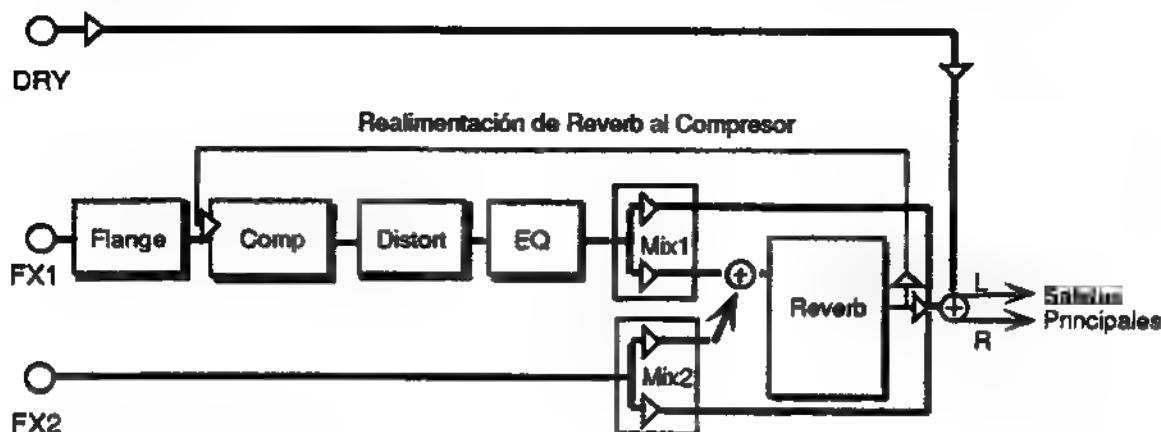 DRY
Realimentación de Reverb al Compresor
Flange
Comp
Distort
EQ
Mix1
FX1
Reverb
L
Principales
R
Mix2
FX2